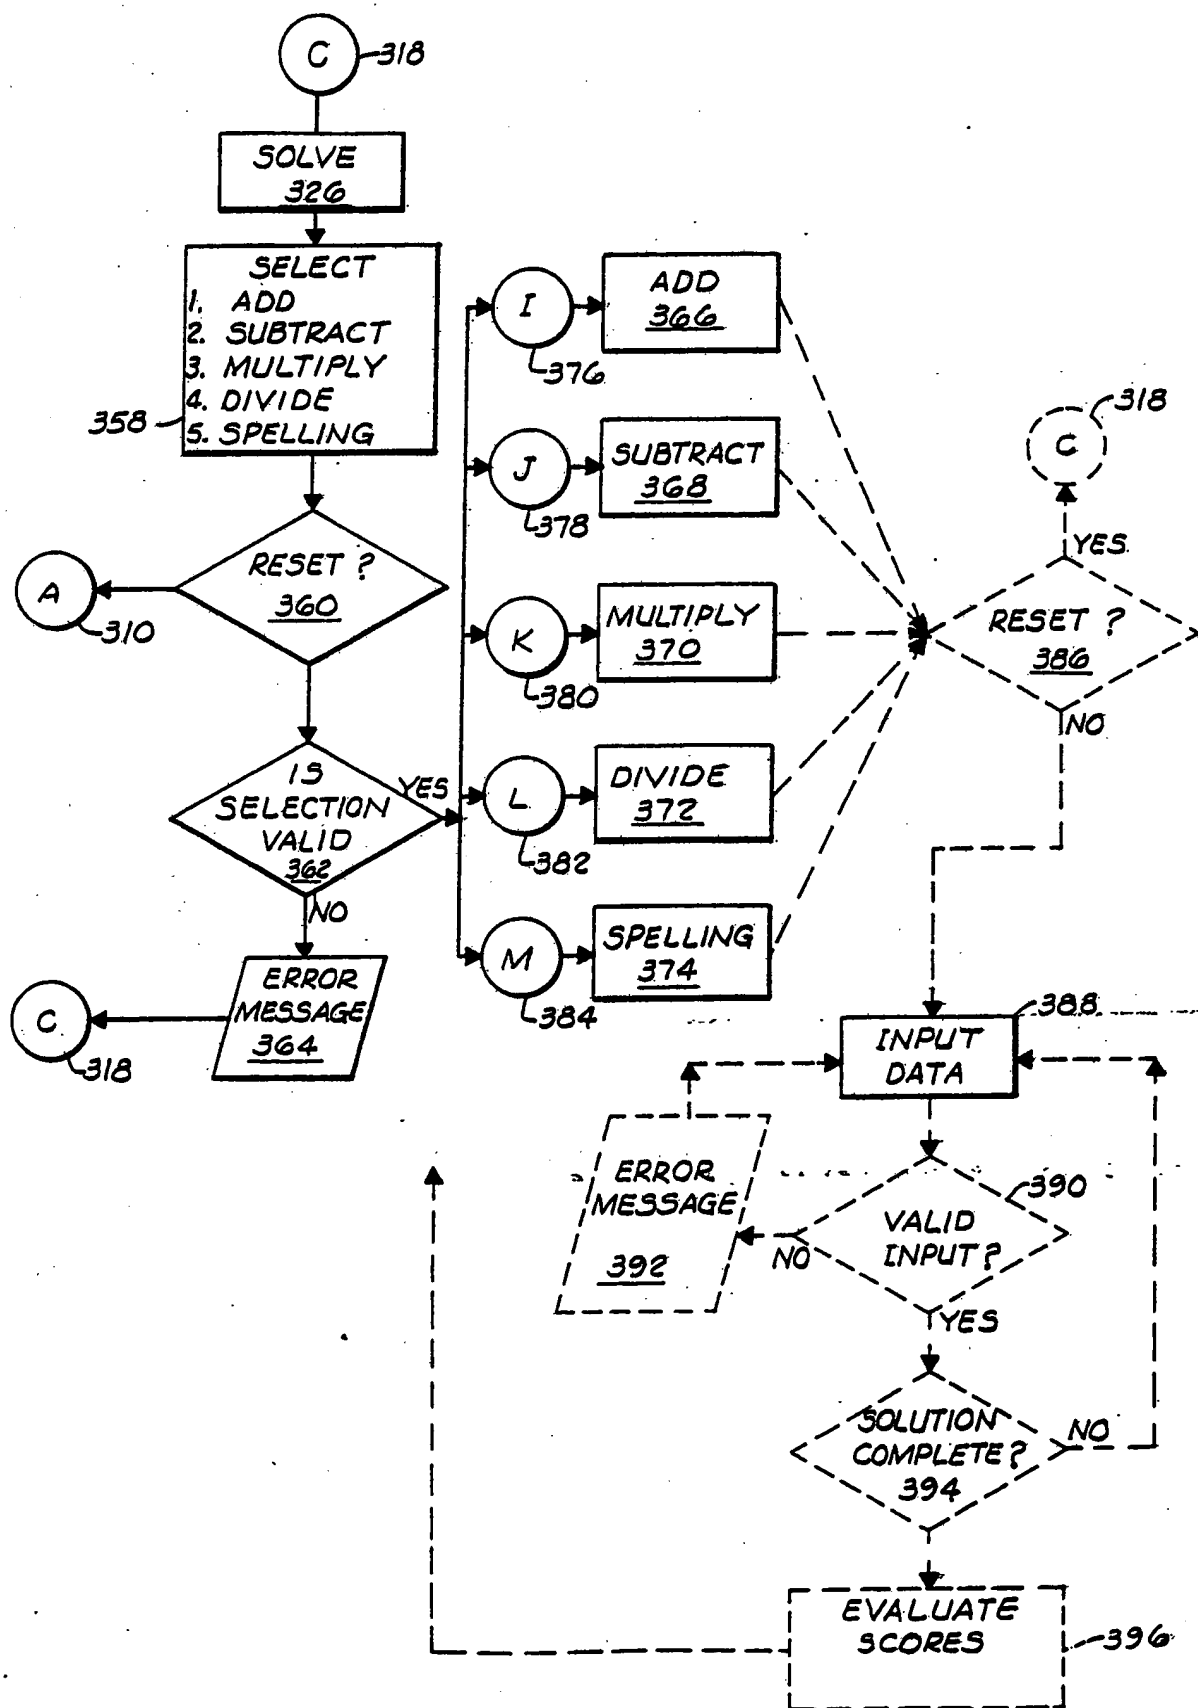 C
318
SOLVE
326
SELECT
1. ADD
2. SUBTRACT
3. MULTIPLY
4. DIVIDE
5. SPELLING
358
RESET ?
360
A
310
IS
SELECTION
VALID
362
YES
NO
ERROR
MESSAGE
364
C
318
I
376
ADD
366
J
378
SUBTRACT
368
K
380
MULTIPLY
370
L
382
DIVIDE
372
M
384
SPELLING
374
318
C
YES
RESET ?
386
NO
388
INPUT
DATA
ERROR
MESSAGE
392
390
VALID
INPUT?
NO
YES
SOLUTION
COMPLETE?
394
NO
EVALUATE
SCORES
396